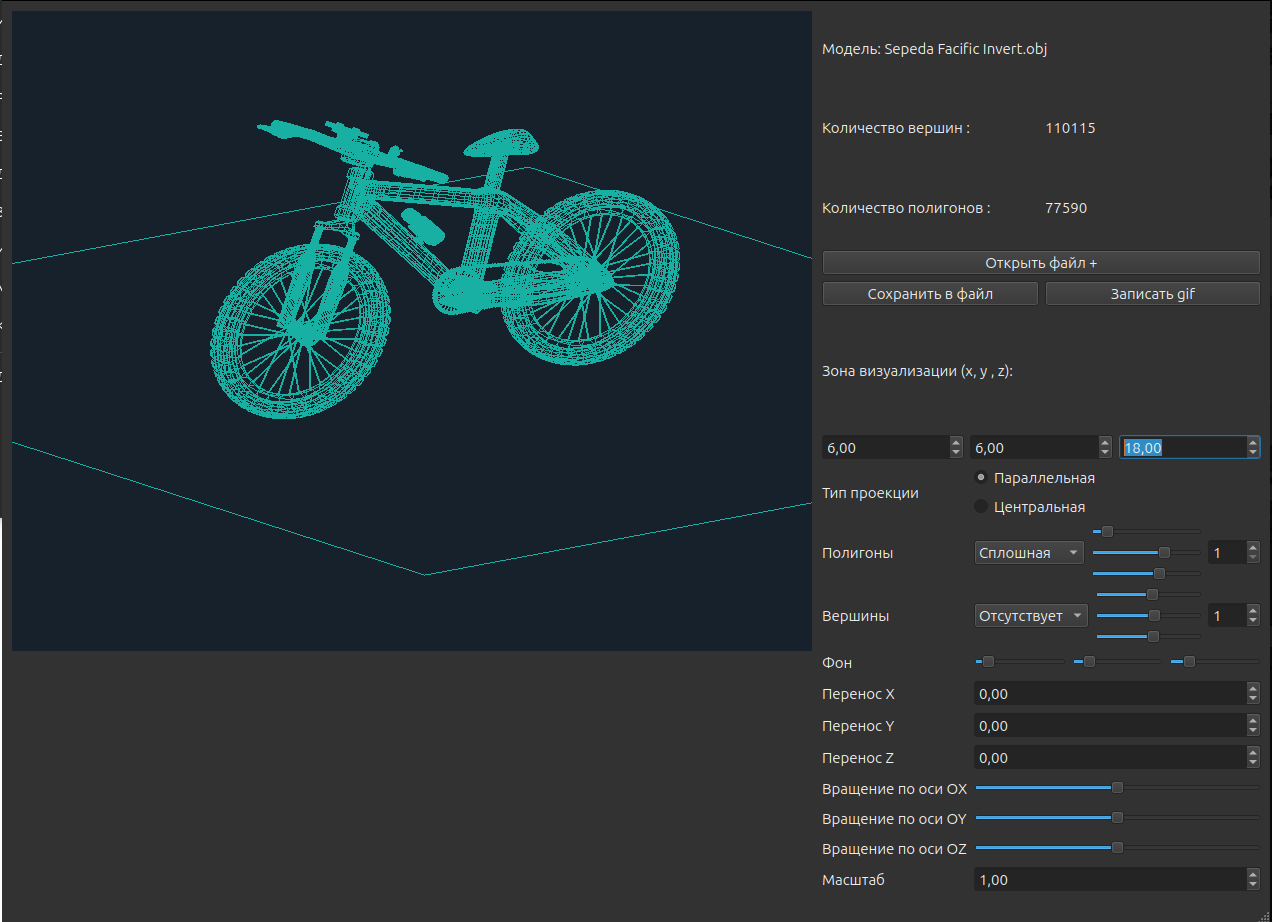 Модель: Sepeda Facific Invert.obj
Количество вершин : 110115
Количество полигонов : 77590
Открыть файл +
Сохранить в файл Записать gif
Зона визуализации (x, y , z):
6,00 6,00 18,00
Тип проекции
Параллельная
Центральная
Полигоны Сплошная 1
Вершины Отсутствует 1
Фон
Перенос X 0,00
Перенос Y 0,00
Перенос Z 0,00
Вращение по оси OX
Вращение по оси OY
Вращение по оси OZ
Масштаб 1,00